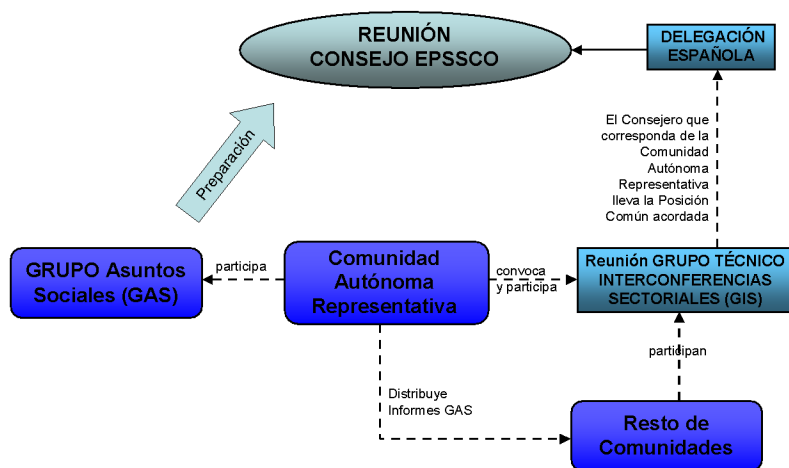 REUNIÓN
CONSEJO EPSSCO
DELEGACIÓN
ESPAÑOLA
Preparación
El Consejero que
corresponda de la
Comunidad
Autónoma
Representativa
lleva la Posición
Común acordada
GRUPO Asuntos
Sociales (GAS)
participa
Comunidad
Autónoma
Representativa
convoca
y participa
Reunión GRUPO TÉCNICO
INTERCONFERENCIAS
SECTORIALES (GIS)
participan
Distribuye
Informes GAS
Resto de
Comunidades